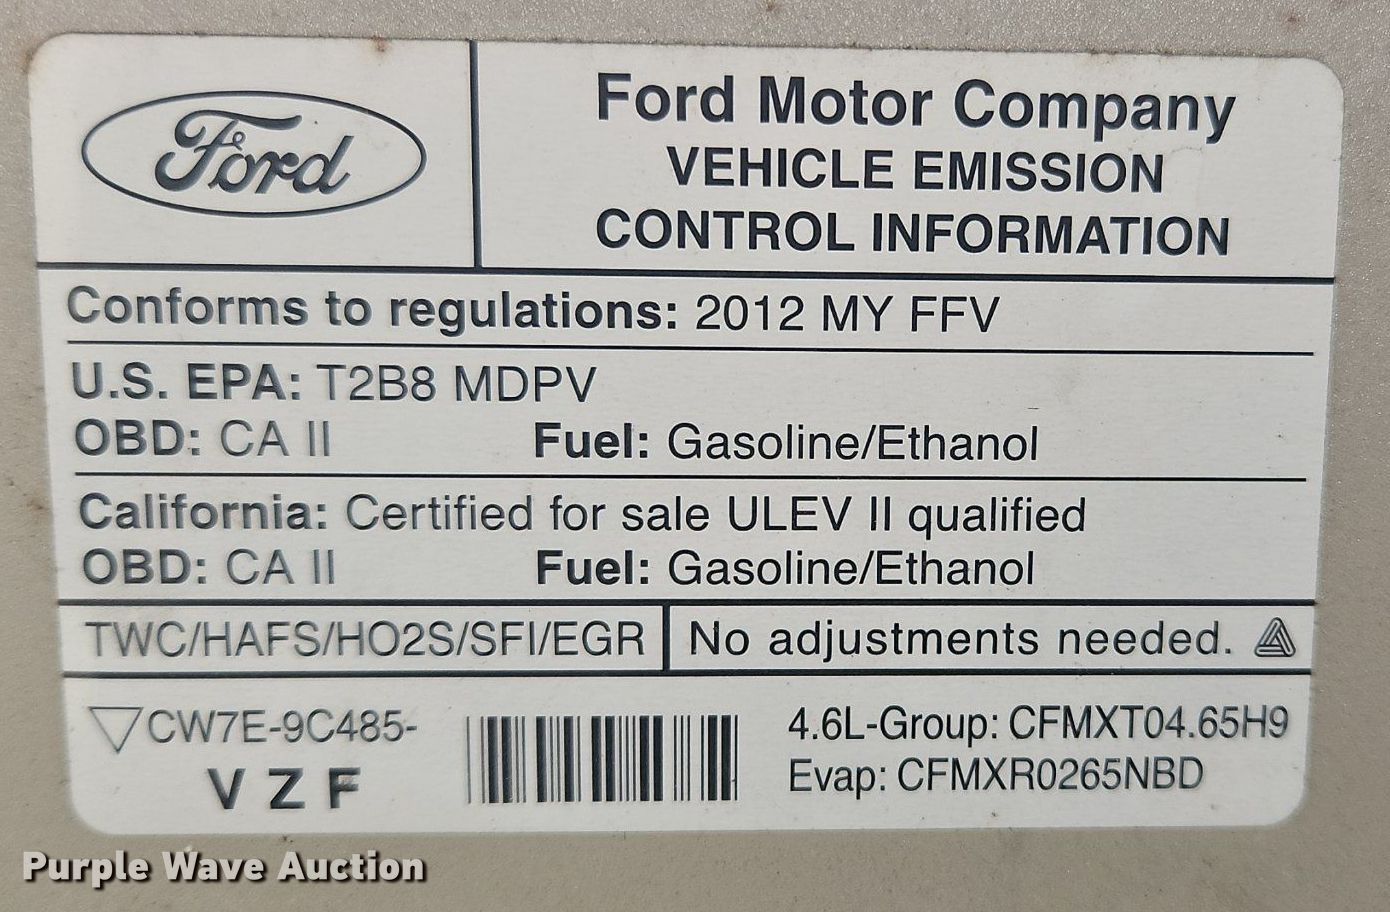 Ford
Ford Motor Company
VEHICLE EMISSION
CONTROL INFORMATION
Conforms to regulations: 2012 MY FFV
U.S. EPA: T2B8 MDPV
OBD: CA II Fuel: Gasoline/Ethanol
California: Certified for sale ULEV II qualified
OBD: CA II Fuel: Gasoline/Ethanol
TWC/HAFS/HO2S/SFI/EGR No adjustments needed.
CW7E-9C485-
VZF
4.6L-Group: CFMXT04.65H9
Evap: CFMXR0265NBD
Purple Wave Auction